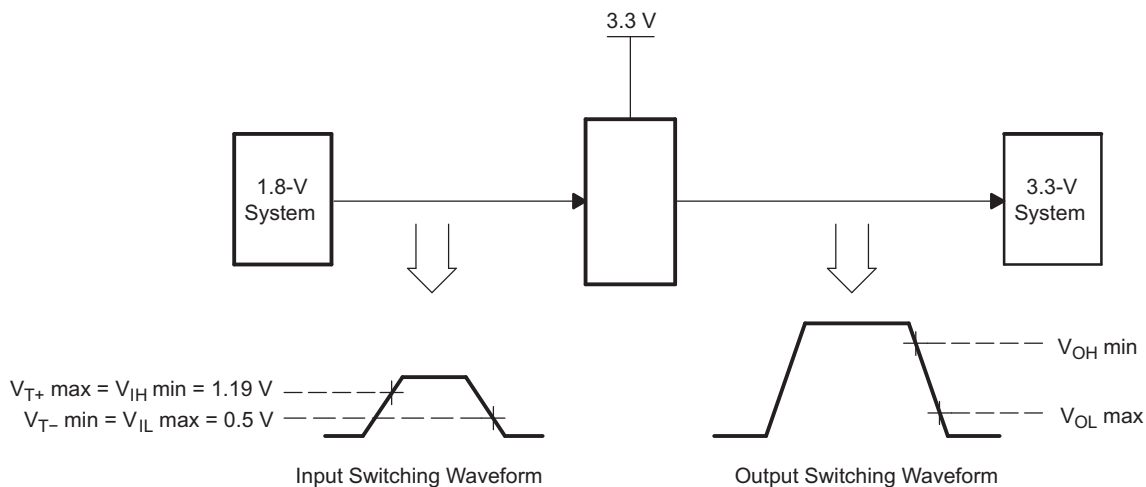 3.3 V
1.8-V
System
3.3-V
System
V_OH min
V_T+ max = V_IH min = 1.19 V
V_T− min = V_IL max = 0.5 V
V_OL max
Input Switching Waveform
Output Switching Waveform